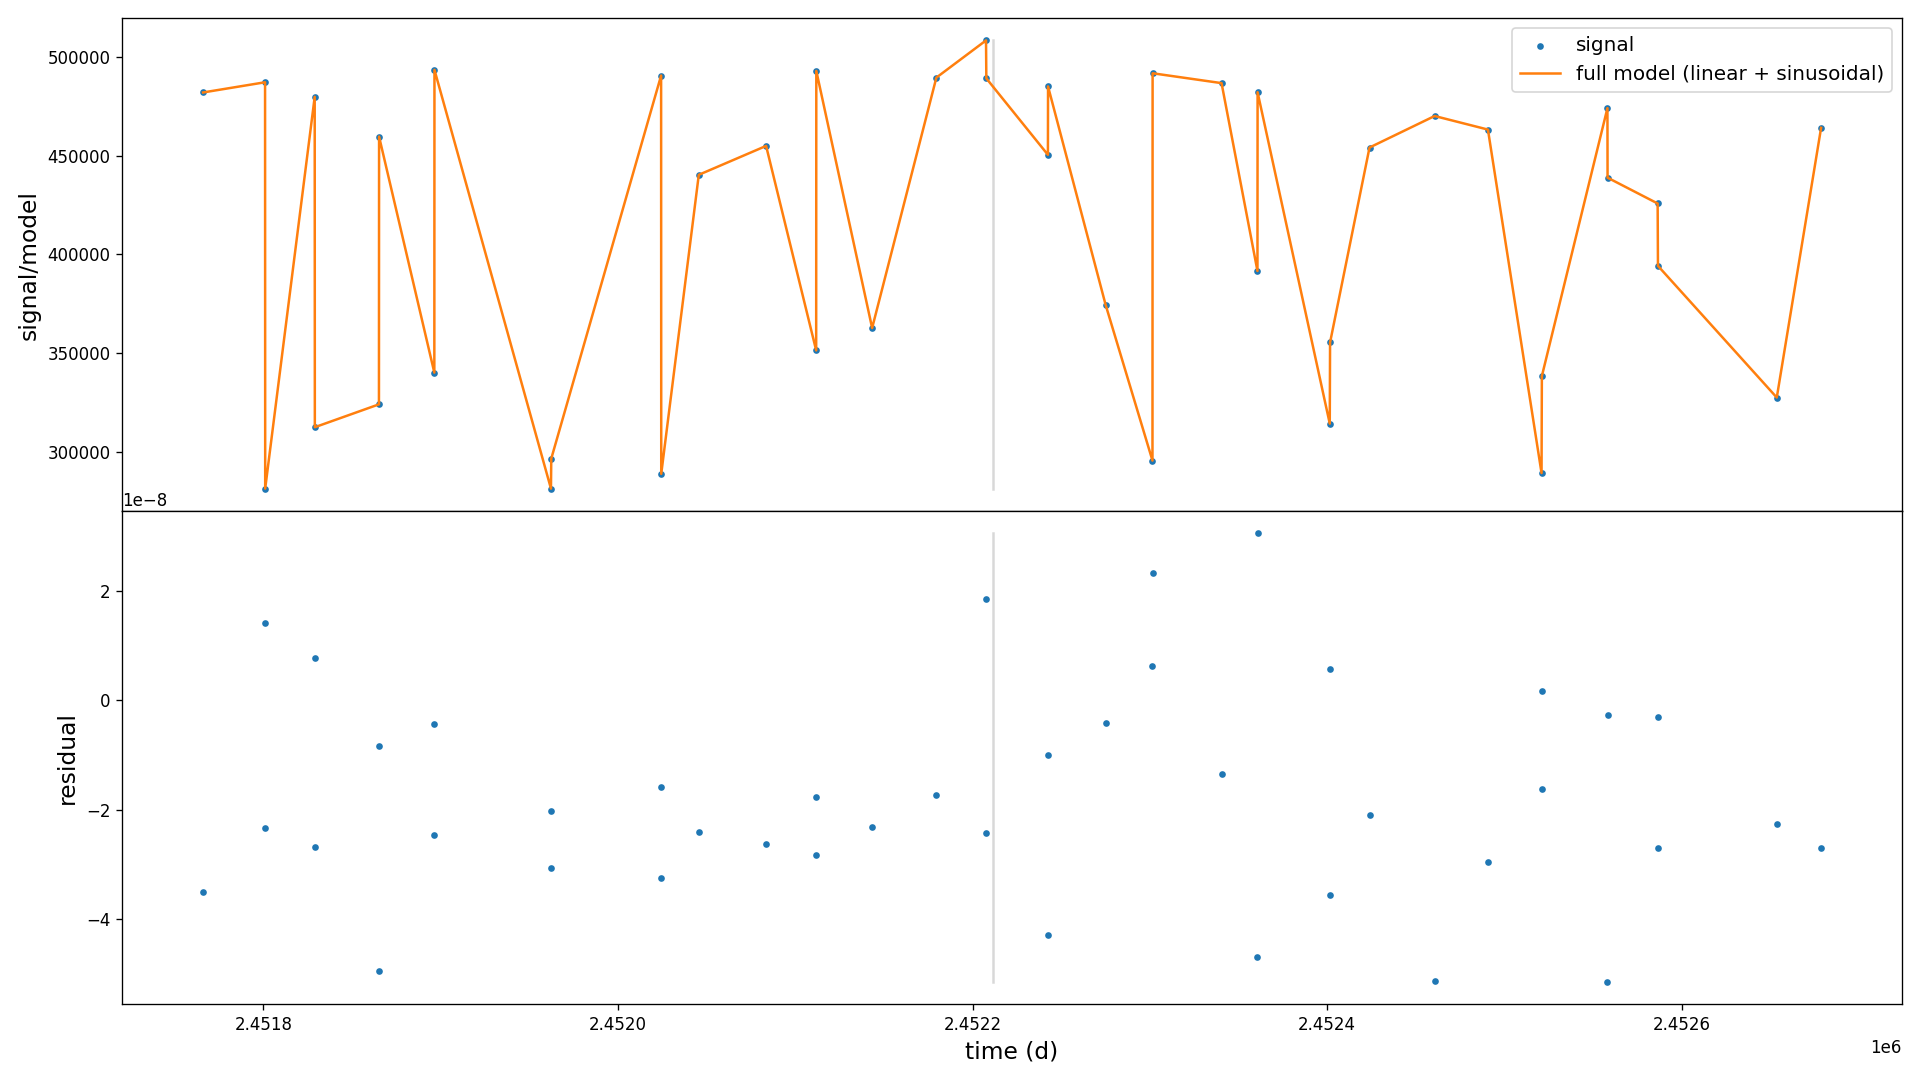 signal
full model (linear + sinusoidal)
500000
450000
400000
350000
300000
signal/model
1e−8
2
0
−2
−4
residual
2.4518 2.4520 2.4522 2.4524 2.4526
time (d)
1e6